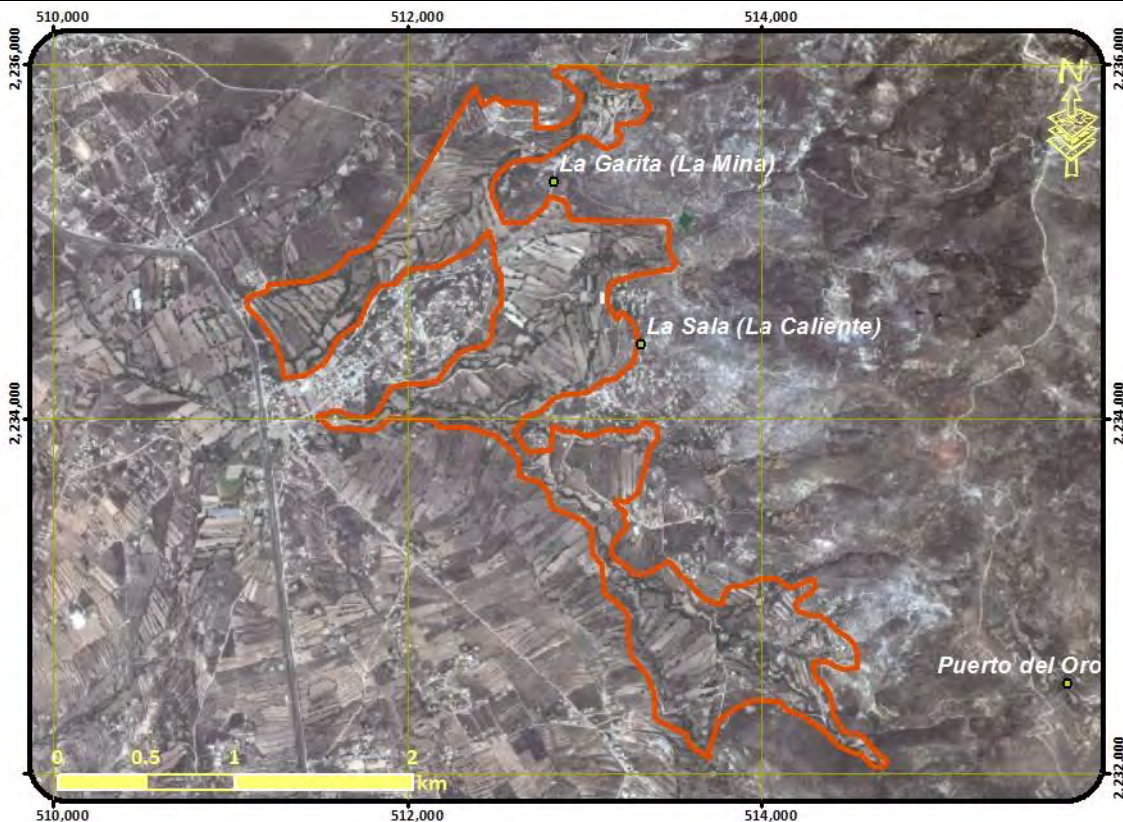 510,000 512,000 514,000
2,236,000 2,236,000
N
La Garita (La Mina)
La Sala (La Caliente)
2,234,000 2,234,000
Puerto del Oro
0 0.5 1 2
km
2,232,000
510,000 512,000 514,000